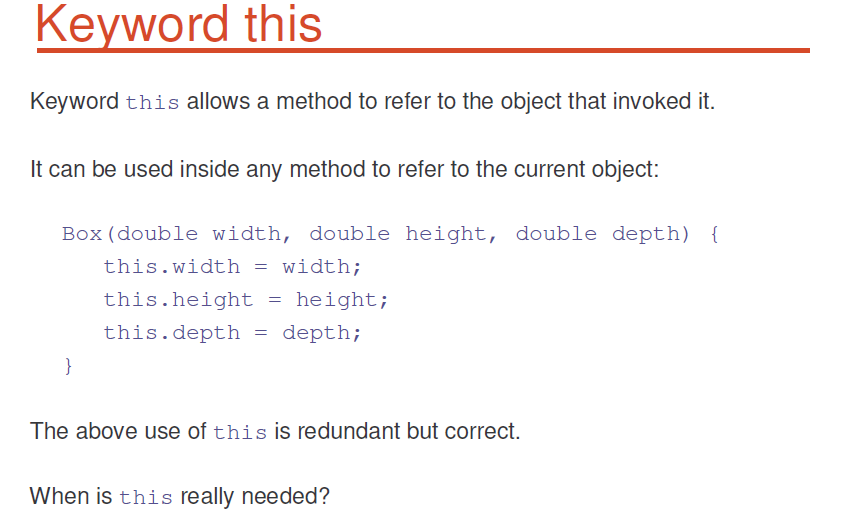 Keyword this
Keyword this allows a method to refer to the object that invoked it.
It can be used inside any method to refer to the current object:
Box(double width, double height, double depth) {
this.width = width;
this.height = height;
this.depth = depth;
}
The above use of this is redundant but correct.
When is this really needed?